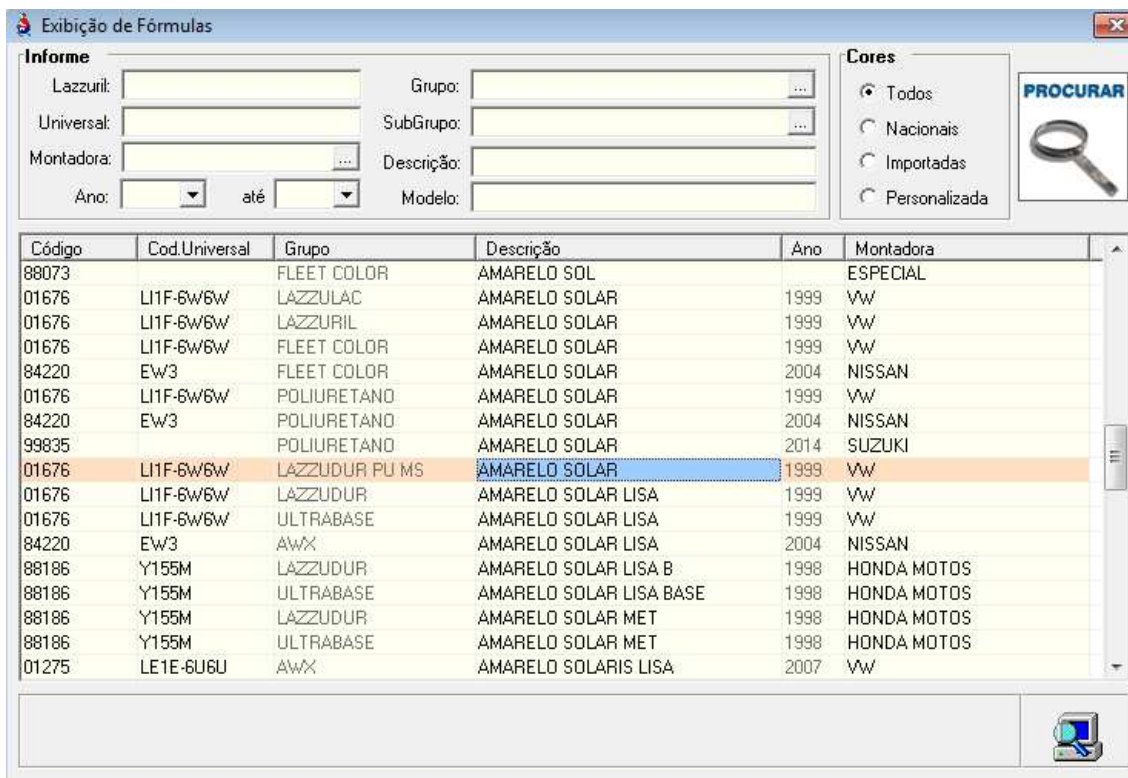 Exibição de Fórmulas
Informe
Lazzuril:
Grupo:
...
Universal:
SubGrupo:
...
Montadora:
...
Descrição:
Ano:
até
Modelo:
Cores
Todos
Nacionais
Importadas
Personalizada
PROCURAR
Código Cod.Universal Grupo Descrição Ano Montadora
88073 FLEET COLOR AMARELO SOL ESPECIAL
01676 LI1F-6W6W LAZZULAC AMARELO SOLAR 1999 VW
01676 LI1F-6W6W LAZZURIL AMARELO SOLAR 1999 VW
01676 LI1F-6W6W FLEET COLOR AMARELO SOLAR 1999 VW
84220 EW3 FLEET COLOR AMARELO SOLAR 2004 NISSAN
01676 LI1F-6W6W POLIURETANO AMARELO SOLAR 1999 VW
84220 EW3 POLIURETANO AMARELO SOLAR 2004 NISSAN
99835 POLIURETANO AMARELO SOLAR 2014 SUZUKI
01676 LI1F-6W6W LAZZUDUR PU MS AMARELO SOLAR 1999 VW
01676 LI1F-6W6W LAZZUDUR AMARELO SOLAR LISA 1999 VW
01676 LI1F-6W6W ULTRABASE AMARELO SOLAR LISA 1999 VW
84220 EW3 AWX AMARELO SOLAR LISA 2004 NISSAN
88186 Y155M LAZZUDUR AMARELO SOLAR LISA B 1998 HONDA MOTOS
88186 Y155M ULTRABASE AMARELO SOLAR LISA BASE 1998 HONDA MOTOS
88186 Y155M LAZZUDUR AMARELO SOLAR MET 1998 HONDA MOTOS
88186 Y155M ULTRABASE AMARELO SOLAR MET 1998 HONDA MOTOS
01275 LE1E-6U6U AWX AMARELO SOLARIS LISA 2007 VW